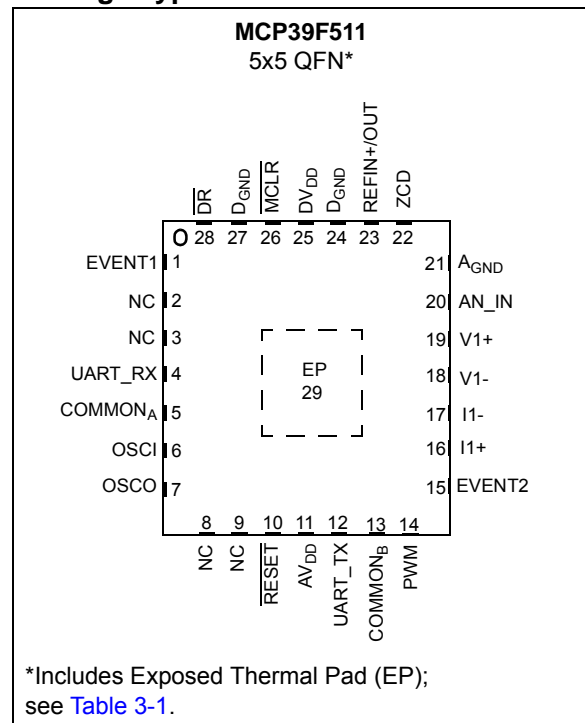 MCP39F511
5x5 QFN*
DR
DGND
MCLR
DVDD
DGND
REFIN+/OUT
ZCD
28 27 26 25 24 23 22
EVENT1 1
NC 2
NC 3
UART_RX 4
COMMONA 5
OSCI 6
OSCO 7
EP
29
21 AGND
20 AN_IN
19 V1+
18 V1-
17 I1-
16 I1+
15 EVENT2
8 9 10 11 12 13 14
NC
NC
RESET
AVDD
UART_TX
COMMONB
PWM
*Includes Exposed Thermal Pad (EP);
see Table 3-1.